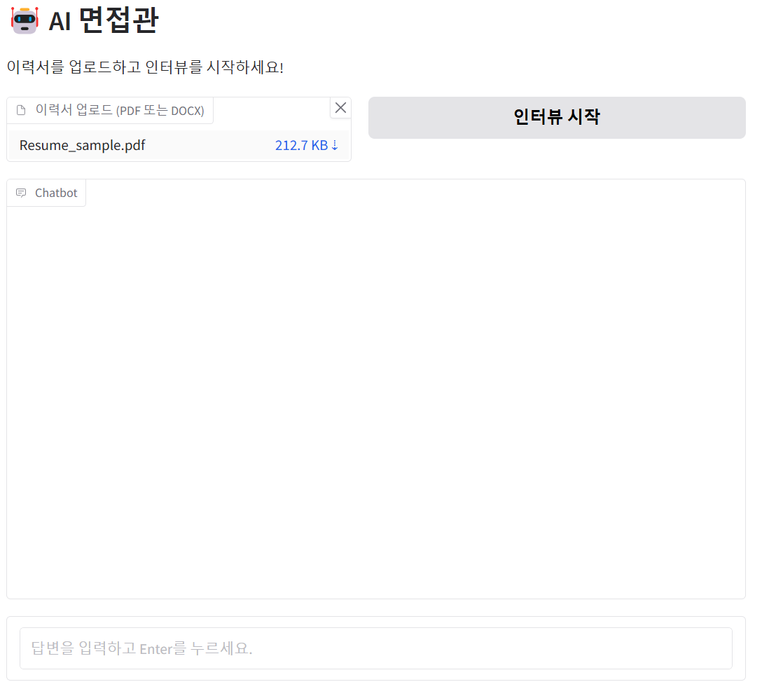 AI 면접관
이력서를 업로드하고 인터뷰를 시작하세요!
이력서 업로드 (PDF 또는 DOCX)
Resume_sample.pdf 212.7 KB ↓
인터뷰 시작
Chatbot
답변을 입력하고 Enter를 누르세요.